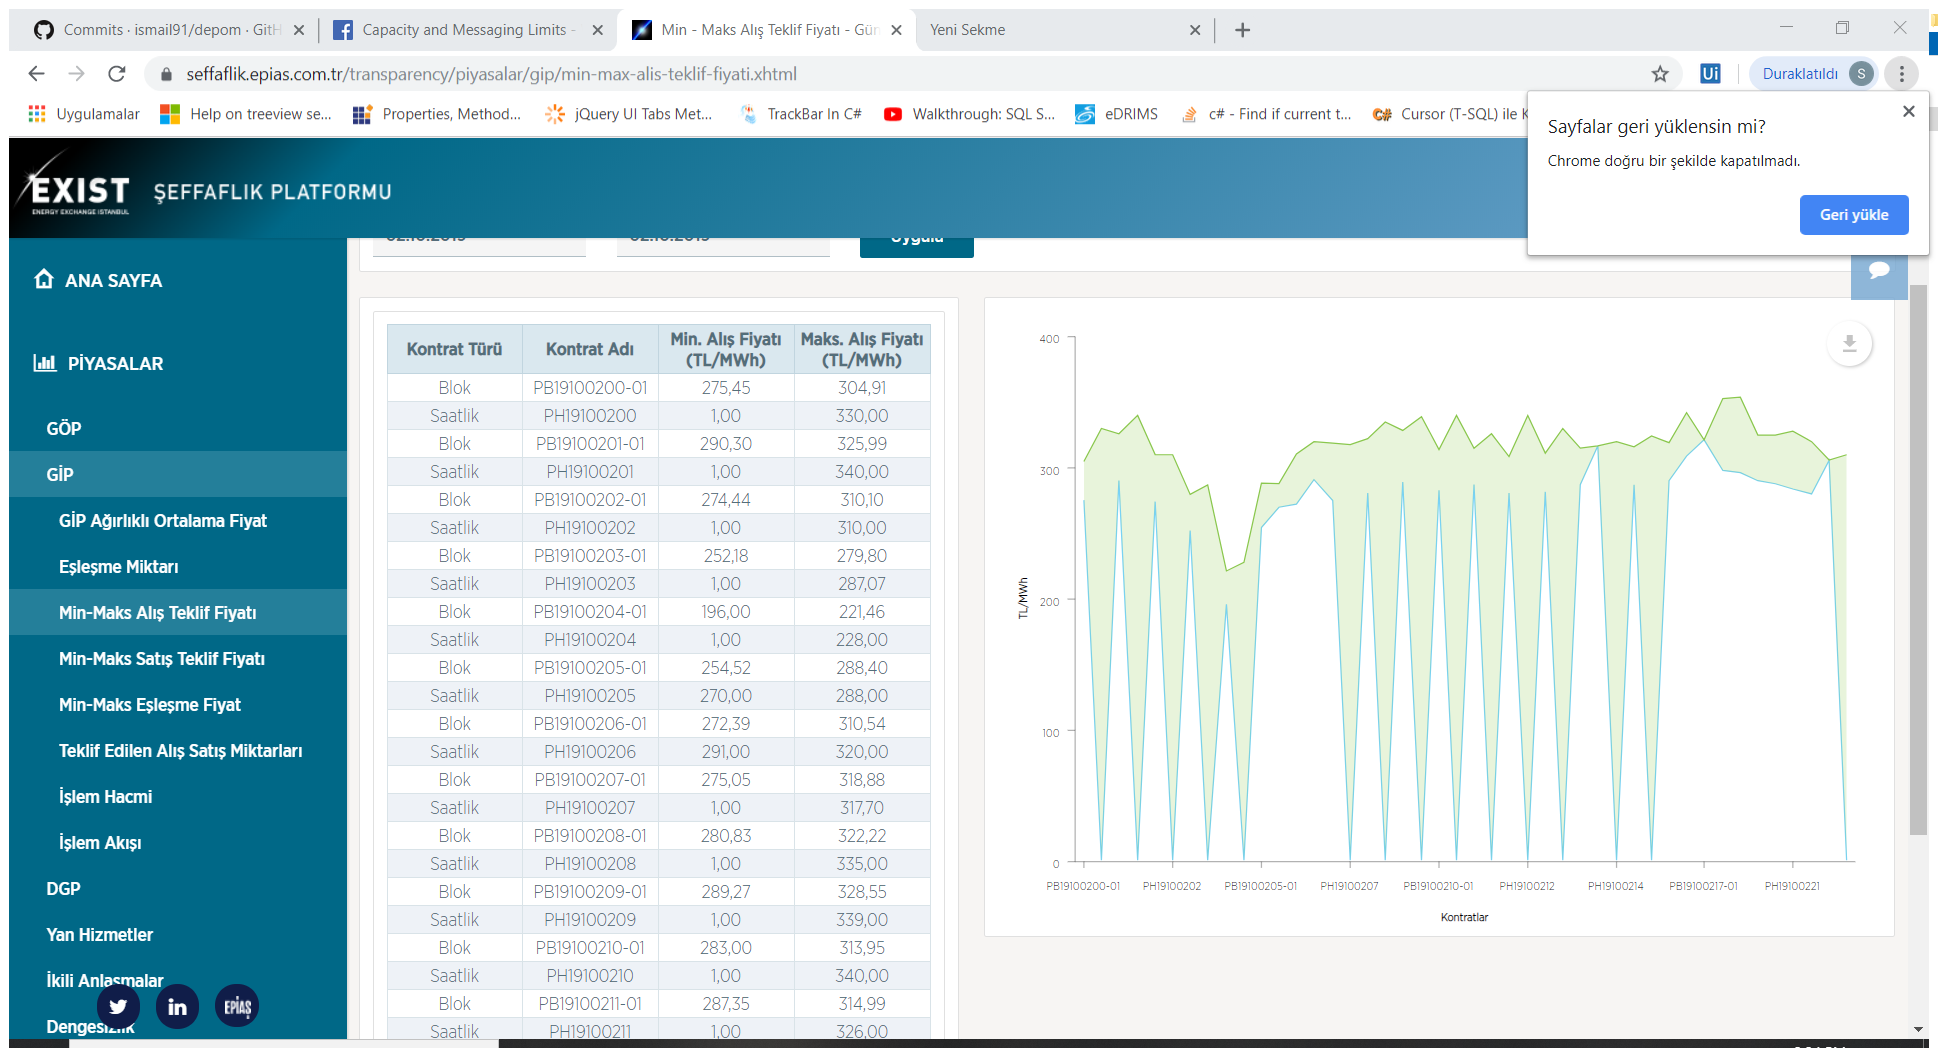 Commits · ismail91/depom · GitH
Capacity and Messaging Limits -
Min - Maks Alış Teklif Fiyatı - Gün
Yeni Sekme
seffaflik.epias.com.tr/transparency/piyasalar/gip/min-max-alis-teklif-fiyati.xhtml
Ui
Duraklatıldı S
Uygulamalar
Help on treeview se...
Properties, Method...
jQuery UI Tabs Met...
TrackBar In C#
Walkthrough: SQL S...
eDRIMS
c# - Find if current t...
Cursor (T-SQL) ile K
Sayfalar geri yüklensin mi?
Chrome doğru bir şekilde kapatılmadı.
Geri yükle
EXIST
ENERGY EXCHANGE ISTANBUL
ŞEFFAFLIK PLATFORMU
02.10.2019
02.10.2019
Uygula
ANA SAYFA
PİYASALAR
GÖP
GİP
GİP Ağırlıklı Ortalama Fiyat
Eşleşme Miktarı
Min-Maks Alış Teklif Fiyatı
Min-Maks Satış Teklif Fiyatı
Min-Maks Eşleşme Fiyat
Teklif Edilen Alış Satış Miktarları
İşlem Hacmi
İşlem Akışı
DGP
Yan Hizmetler
İkili Anlaşmalar
Dengesizlik
EPİAŞ
Kontrat Türü Kontrat Adı Min. Alış Fiyatı (TL/MWh) Maks. Alış Fiyatı (TL/MWh)
Blok PB19100200-01 275,45 304,91
Saatlik PH19100200 1,00 330,00
Blok PB19100201-01 290,30 325,99
Saatlik PH19100201 1,00 340,00
Blok PB19100202-01 274,44 310,10
Saatlik PH19100202 1,00 310,00
Blok PB19100203-01 252,18 279,80
Saatlik PH19100203 1,00 287,07
Blok PB19100204-01 196,00 221,46
Saatlik PH19100204 1,00 228,00
Blok PB19100205-01 254,52 288,40
Saatlik PH19100205 270,00 288,00
Blok PB19100206-01 272,39 310,54
Saatlik PH19100206 291,00 320,00
Blok PB19100207-01 275,05 318,88
Saatlik PH19100207 1,00 317,70
Blok PB19100208-01 280,83 322,22
Saatlik PH19100208 1,00 335,00
Blok PB19100209-01 289,27 328,55
Saatlik PH19100209 1,00 339,00
Blok PB19100210-01 283,00 313,95
Saatlik PH19100210 1,00 340,00
Blok PB19100211-01 287,35 314,99
Saatlik PH19100211 1,00 326,00
400
300
200
100
0
TL/MWh
PB19100200-01 PH19100202 PB19100205-01 PH19100207 PB19100210-01 PH19100212 PH19100214 PB19100217-01 PH19100221
Kontratlar